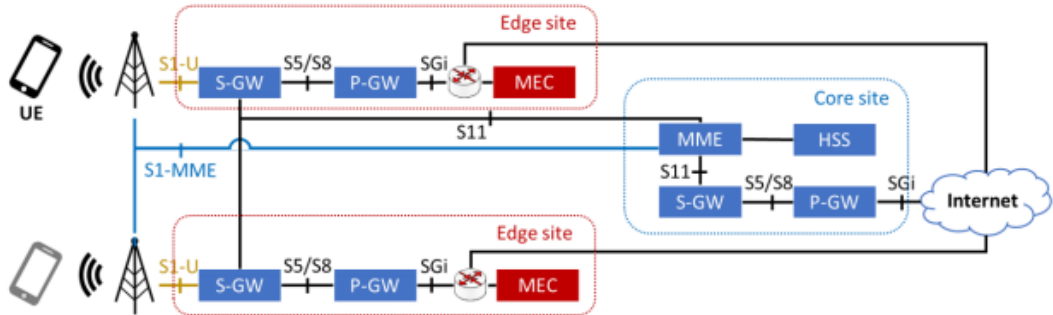 Edge site
S1-U
S-GW
S5/S8
P-GW
SGi
MEC
UE
Core site
S11
MME
HSS
S1-MME
S11
S5/S8
SGi
S-GW
P-GW
Internet
Edge site
S1-U
S-GW
S5/S8
P-GW
SGi
MEC